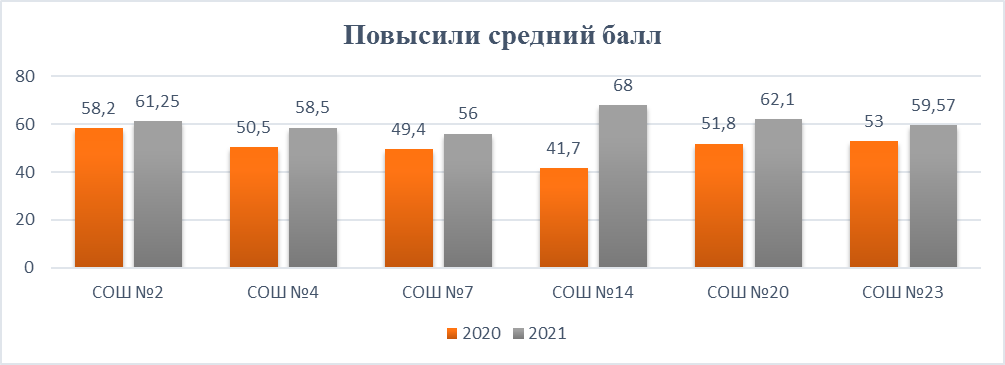 Повысили средний балл
80
60
40
20
0
58,2 61,25 50,5 58,5 49,4 56 41,7 68 51,8 62,1 53 59,57
СОШ №2 СОШ №4 СОШ №7 СОШ №14 СОШ №20 СОШ №23
2020 2021